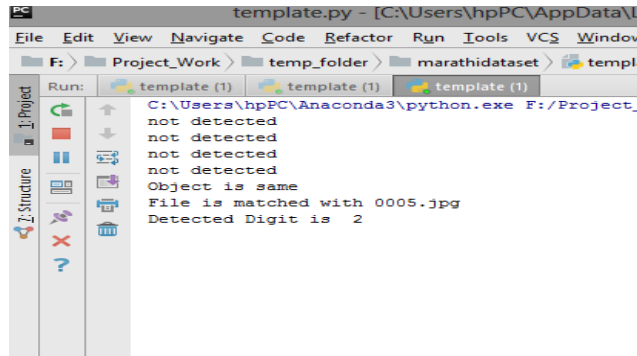 PC
template.py - [C:\Users\hpPC\AppData\L
File Edit View Navigate Code Refactor Run Tools VCS Window
F: Project_Work temp_folder marathidataset templ
Run: template (1) template (1) template (1)
1: Project
7: Structure
C:\Users\hpPC\Anaconda3\python.exe F:/Project_
not detected
not detected
not detected
not detected
Object is same
File is matched with 0005.jpg
Detected Digit is 2